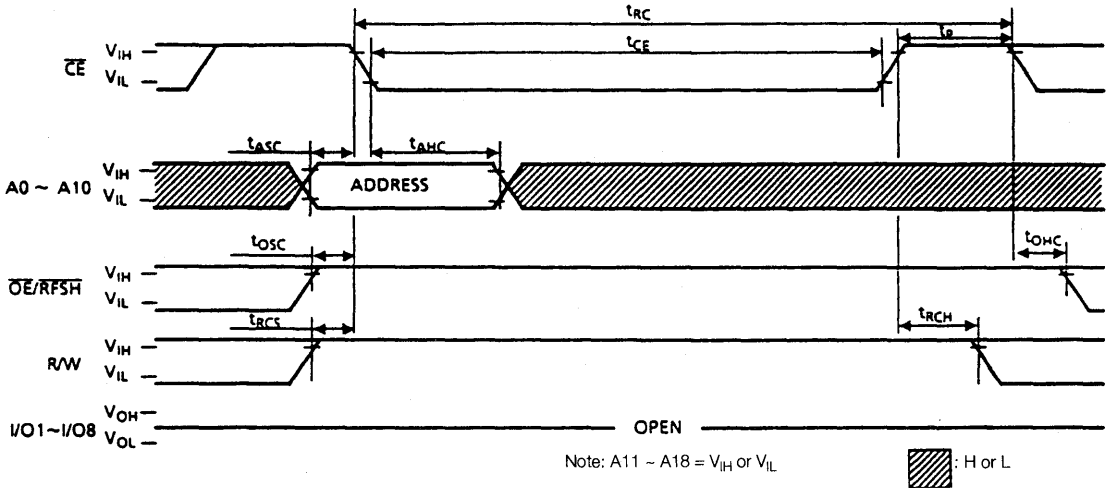 tRC
tCE
tP
VIH
CE
VIL
tASC
tAHC
VIH
A0 ~ A10
ADDRESS
VIL
tOSC
tOHC
VIH
OE/RFSH
VIL
tRCS
tRCH
VIH
R/W
VIL
VOH
I/O1~I/O8
OPEN
VOL
Note: A11 ~ A18 = VIH or VIL
: H or L